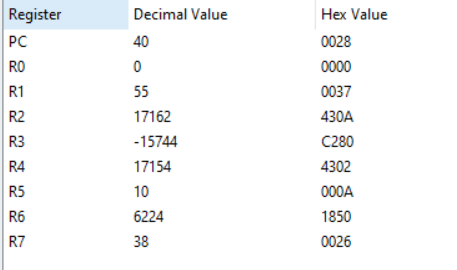 Register Decimal Value Hex Value
PC 40 0028
R0 0 0000
R1 55 0037
R2 17162 430A
R3 -15744 C280
R4 17154 4302
R5 10 000A
R6 6224 1850
R7 38 0026